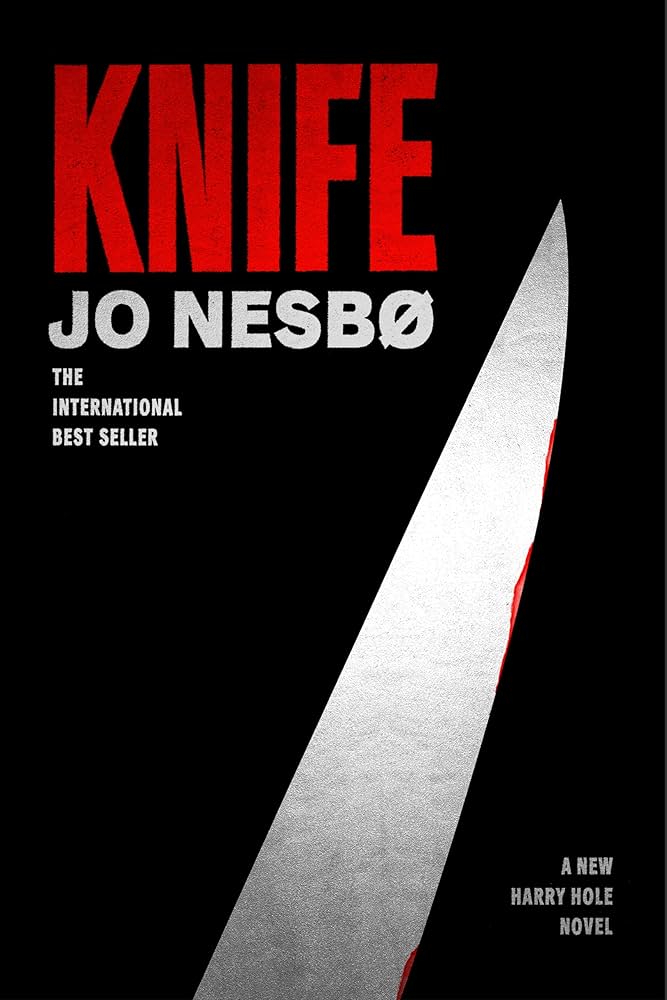 KNIFE
JO NESBØ
THE
INTERNATIONAL
BEST SELLER
A NEW
HARRY HOLE
NOVEL